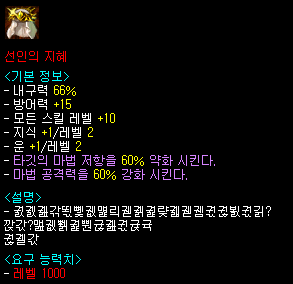 선인의 지혜
<기본 정보>
- 내구력 66%
- 방어력 +15
- 모든 스킬 레벨 +10
- 지식 +1/레벨 2
- 운 +1/레벨 2
- 타깃의 마법 저항을 60% 약화 시킨다.
- 마법 공격력을 60% 강화 시킨다.
<설명>
<요구 능력치>
- 레벨 1000